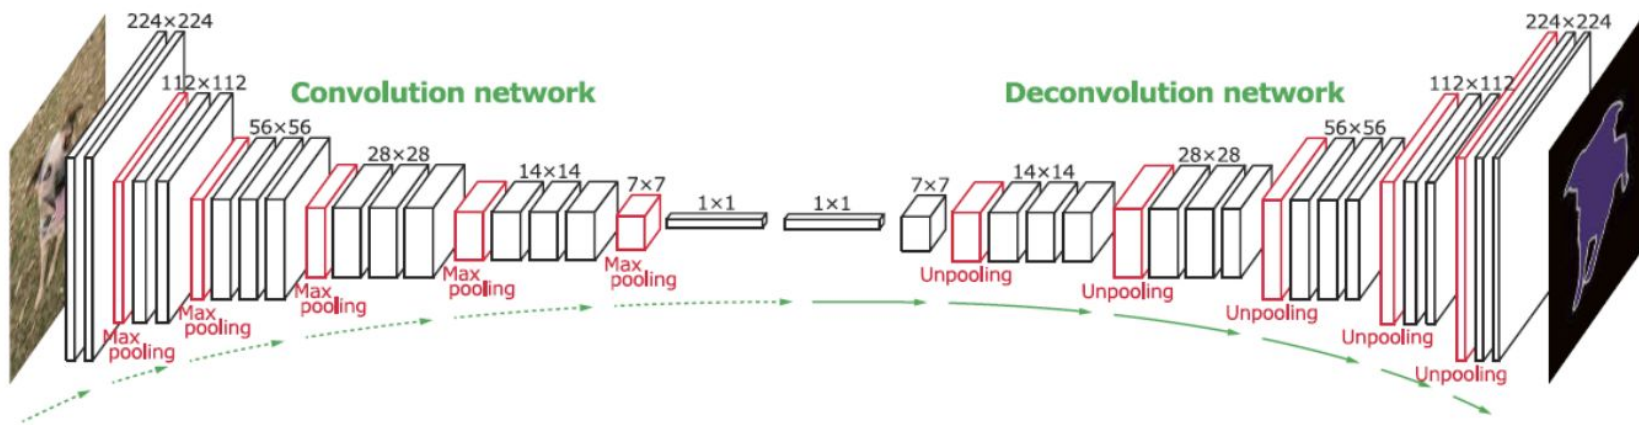 224×224
112×112
Convolution network
56×56
28×28
14×14
7×7
1×1
1×1
7×7
14×14
28×28
56×56
Deconvolution network
112×112
224×224
Max
pooling
Max
pooling
Max
pooling
Max
pooling
Max
pooling
Unpooling
Unpooling
Unpooling
Unpooling
Unpooling